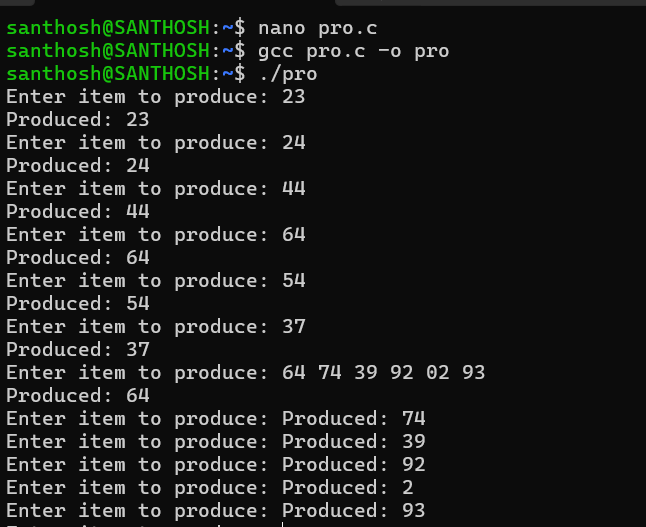 santhosh@SANTHOSH:~$ nano pro.c
santhosh@SANTHOSH:~$ gcc pro.c -o pro
santhosh@SANTHOSH:~$ ./pro
Enter item to produce: 23
Produced: 23
Enter item to produce: 24
Produced: 24
Enter item to produce: 44
Produced: 44
Enter item to produce: 64
Produced: 64
Enter item to produce: 54
Produced: 54
Enter item to produce: 37
Produced: 37
Enter item to produce: 64 74 39 92 02 93
Produced: 64
Enter item to produce: Produced: 74
Enter item to produce: Produced: 39
Enter item to produce: Produced: 92
Enter item to produce: Produced: 2
Enter item to produce: Produced: 93